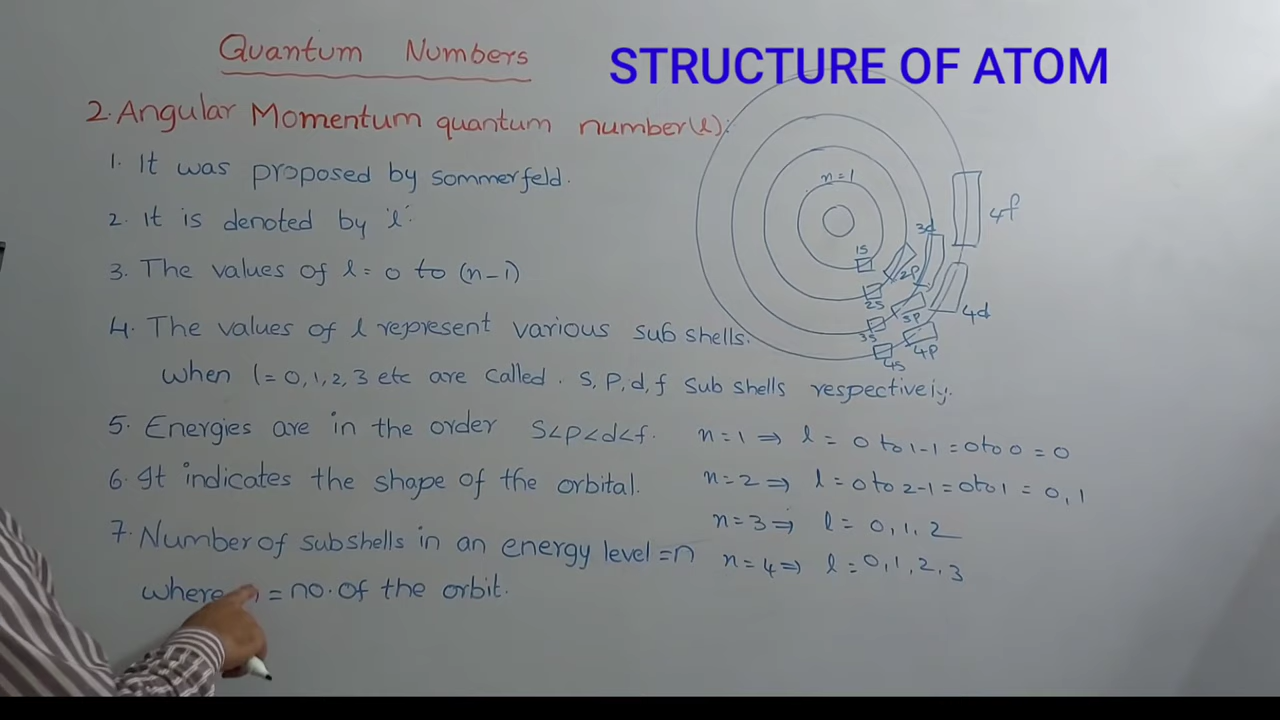 Quantum Numbers
STRUCTURE OF ATOM
2. Angular Momentum quantum number(l):
1. It was proposed by sommerfeld.
2. It is denoted by 'l'
3. The values of l = 0 to (n-1)
4. The values of l represent various sub shells.
when l = 0, 1, 2, 3 etc are called. s, p, d, f sub shells respectively.
5. Energies are in the order s<p<d<f.
6. It indicates the shape of the orbital.
7. Number of subshells in an energy level = n
where = no. of the orbit.
n=1
1s
2s
2p
3s
3p
3d
4s
4p
4d
4f
n=1 ⇒ l = 0 to 1-1 = 0 to 0 = 0
n=2 ⇒ l = 0 to 2-1 = 0 to 1 = 0, 1
n=3 ⇒ l = 0, 1, 2
n=4 ⇒ l = 0, 1, 2, 3